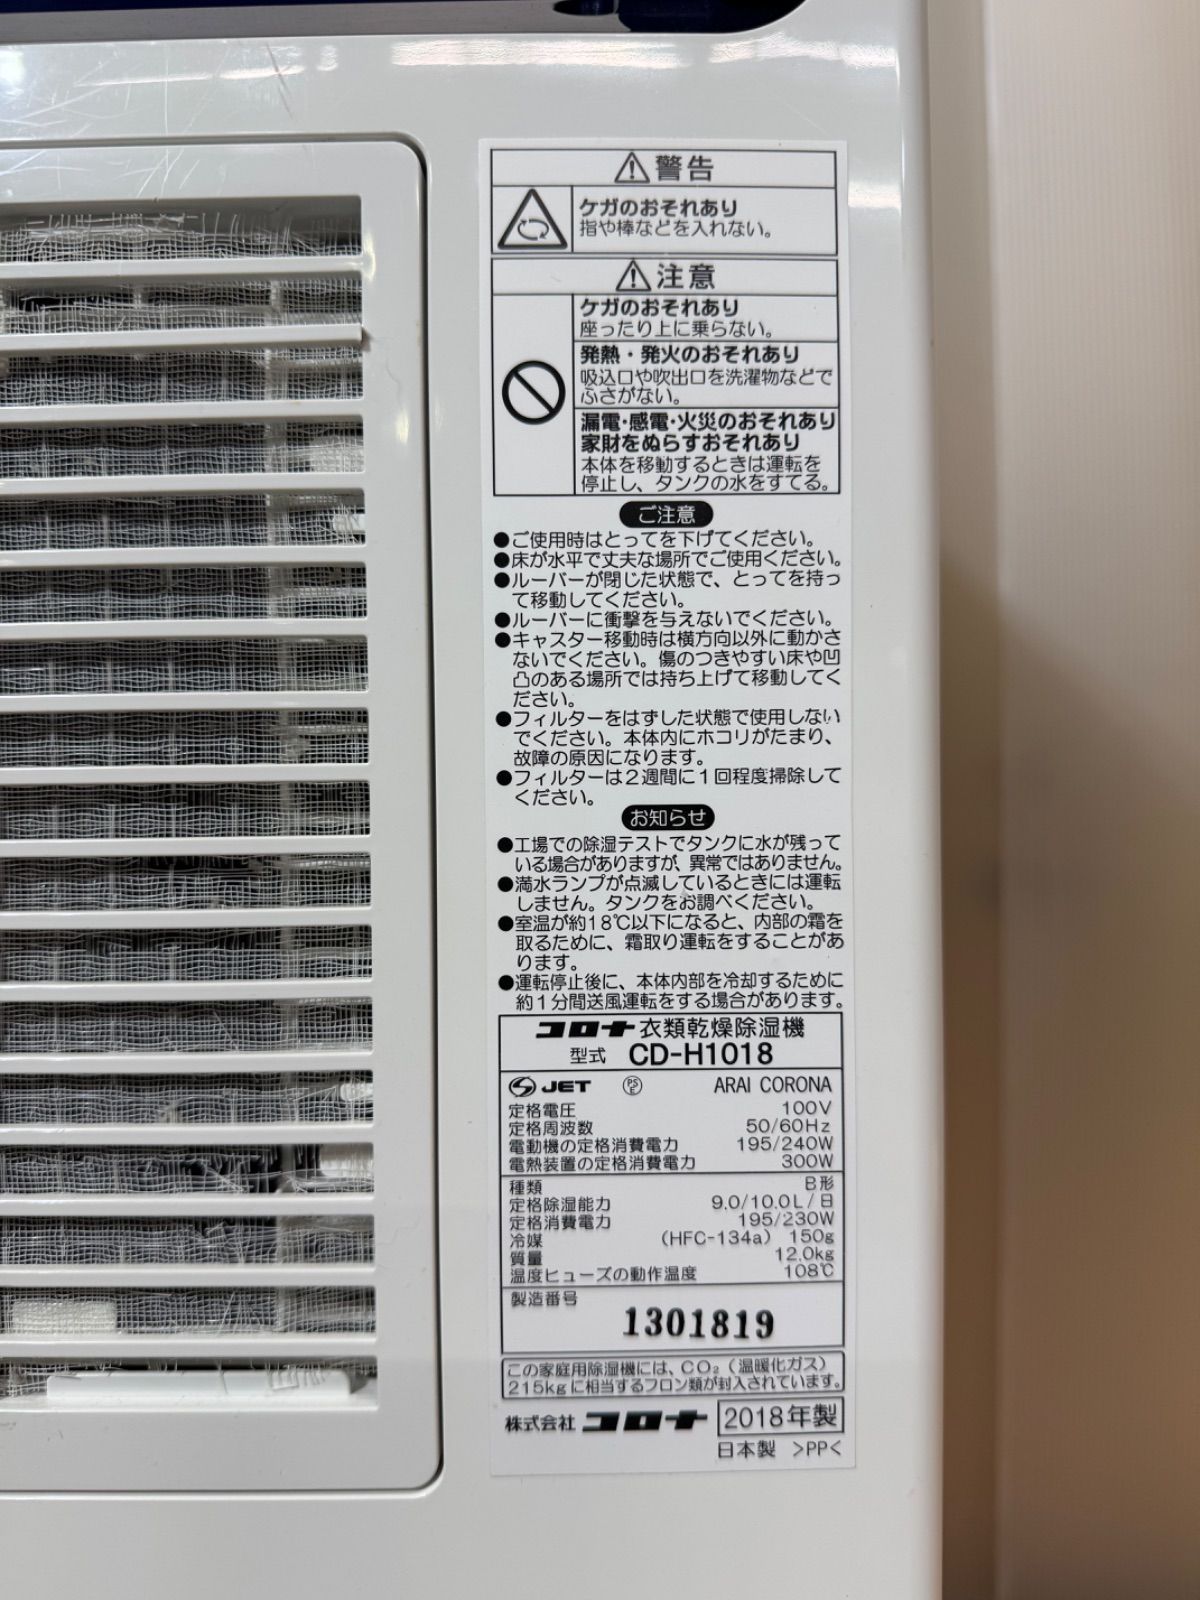 ⚠警告
ケガのおそれあり
指や棒などを入れない。
⚠注意
ケガのおそれあり
座ったり上に乗らない。
発熱・発火のおそれあり
吸込口や吹出口を洗濯物などで
ふさがない。
漏電・感電・火災のおそれあり
家財をぬらすおそれあり
本体を移動するときは運転を
停止し、タンクの水をすてる。
ご注意
●ご使用時はとってを下げてください。
●床が水平で丈夫な場所でご使用ください。
●ルーバーが閉じた状態で、とってを持っ
て移動してください。
●ルーバーに衝撃を与えないでください。
●キャスター移動時は横方向以外に動かさ
ないでください。傷のつきやすい床や凹
凸のある場所では持ち上げて移動してく
ださい。
●フィルターをはずした状態で使用しない
でください。本体内にホコリがたまり、
故障の原因になります。
●フィルターは2週間に1回程度掃除して
ください。
お知らせ
●工場での除湿テストでタンクに水が残って
いる場合がありますが、異常ではありません。
●満水ランプが点滅しているときには運転
しません。タンクをお調べください。
●室温が約18℃以下になると、内部の霜を
取るために、霜取り運転をすることがあ
ります。
●運転停止後に、本体内部を冷却するために
約1分間送風運転をする場合があります。
コロナ衣類乾燥除湿機
型式 CD-H1018
JET PSE ARAI CORONA
定格電圧 100V
定格周波数 50/60Hz
電動機の定格消費電力 195/240W
電熱装置の定格消費電力 300W
種類 B形
定格除湿能力 9.0/10.0L/日
定格消費電力 195/230W
冷媒 (HFC-134a) 150g
質量 12.0kg
温度ヒューズの動作温度 108℃
製造番号
1301819
この家庭用除湿機には、CO₂(温暖化ガス)
215kgに相当するフロン類が封入されています。
株式会社 コロナ 2018年製
日本製 >PP<